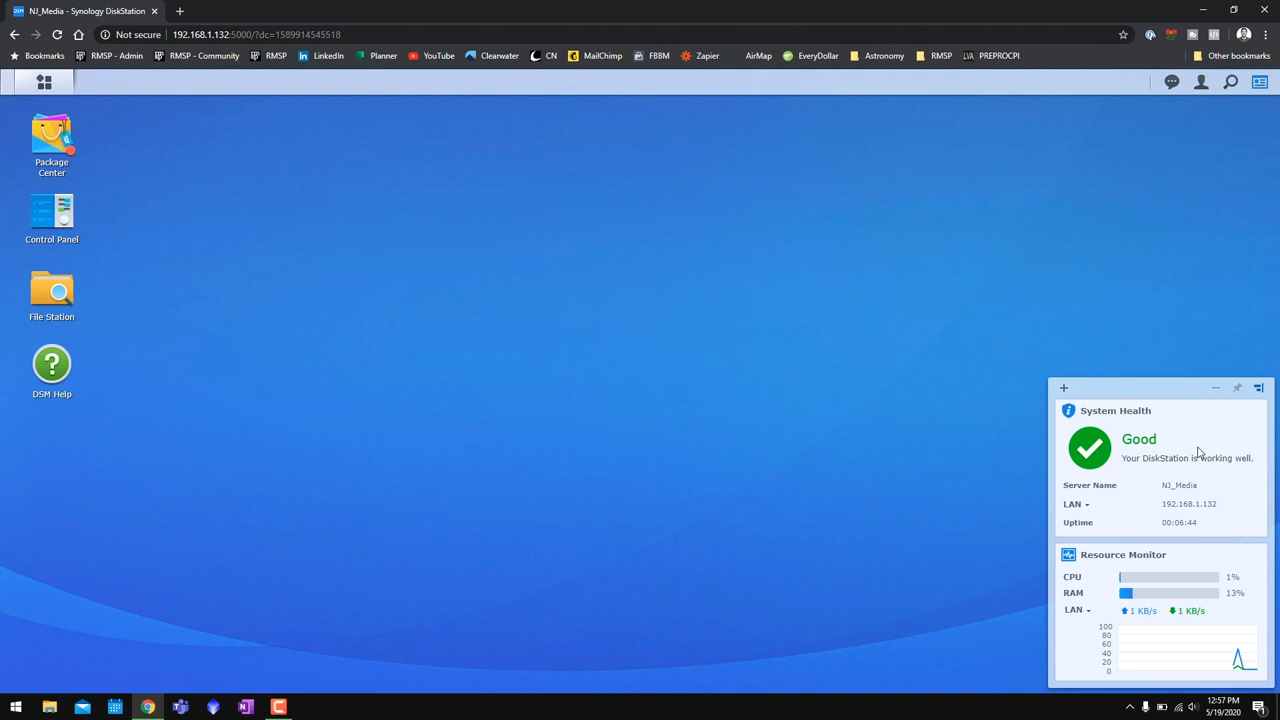 NJ_Media - Synology DiskStation
Not secure
192.168.1.132:5000/?dc=1589914545518
Bookmarks
RMSP - Admin
RMSP - Community
RMSP
LinkedIn
Planner
YouTube
Clearwater
CN
MailChimp
FBBM
Zapier
AirMap
EveryDollar
Astronomy
RMSP
LVA
PREPROCPI
Other bookmarks
Package
Center
Control Panel
File Station
DSM Help
System Health
Good
Your DiskStation is working well.
Server Name NJ_Media
LAN 192.168.1.132
Uptime 00:06:44
Resource Monitor
CPU 1%
RAM 13%
LAN 1 KB/s 1 KB/s
100
80
60
40
20
0
12:57 PM
5/19/2020